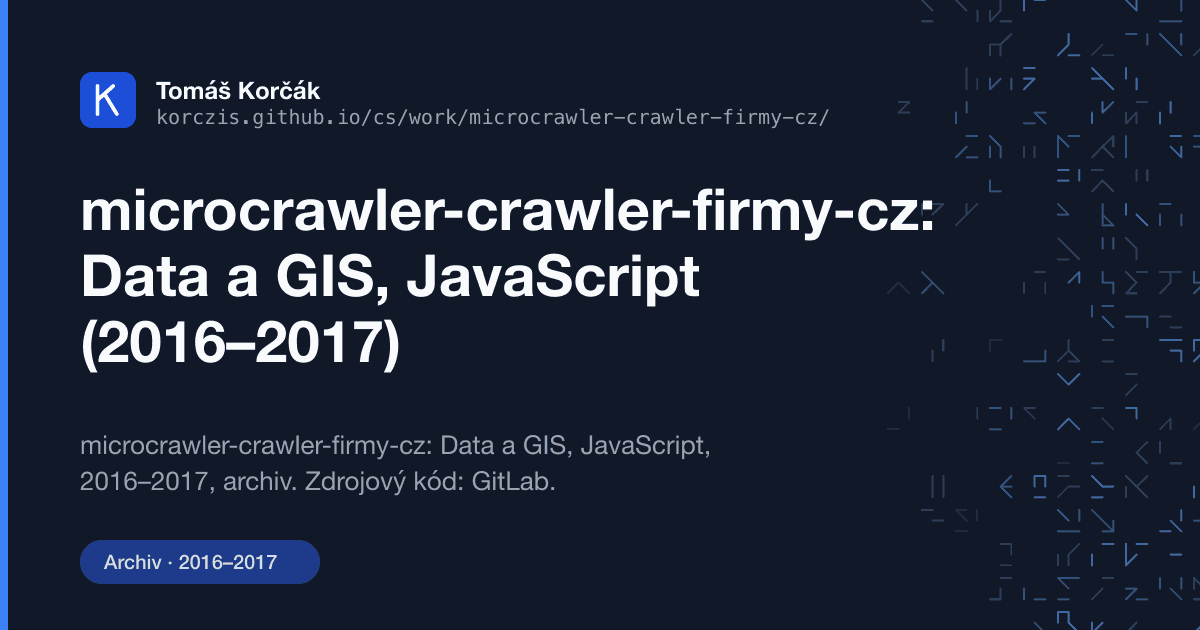 K
Tomáš Korčák
korczis.github.io/cs/work/microcrawler-crawler-firmy-cz/
microcrawler-crawler-firmy-cz:
Data a GIS, JavaScript
(2016–2017)
microcrawler-crawler-firmy-cz: Data a GIS, JavaScript,
2016–2017, archiv. Zdrojový kód: GitLab.
Archiv · 2016–2017